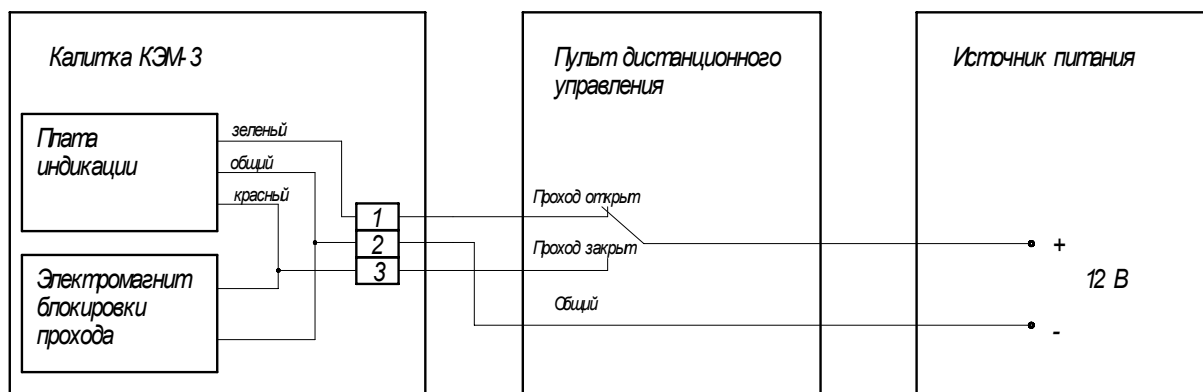 Калитка КЭМ-3
Плата
индикации
зеленый
общий
красный
Электромагнит
блокировки
прохода
1
2
3
Пульт дистанционного
управления
Проход открыт
Проход закрыт
Общий
Источник питания
+
12 В
-